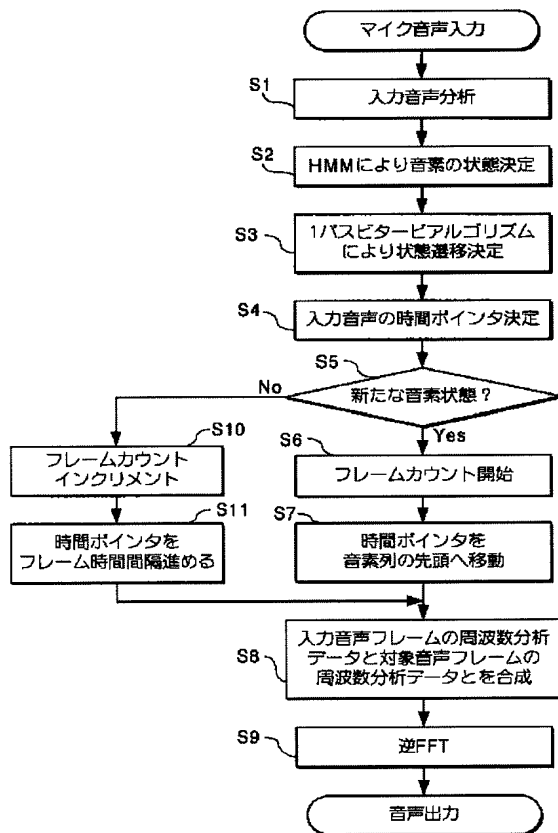 マイク音声入力
S1
入力音声分析
S2
HMMにより音素の状態決定
S3
1パスビタービアルゴリズム
により状態遷移決定
S4
入力音声の時間ポインタ決定
S5
新たな音素状態？
No
Yes
S10
フレームカウント
インクリメント
S6
フレームカウント開始
S11
時間ポインタを
フレーム時間間隔進める
S7
時間ポインタを
音素列の先頭へ移動
S8
入力音声フレームの周波数分析
データと対象音声フレームの
周波数分析データとを合成
S9
逆FFT
音声出力